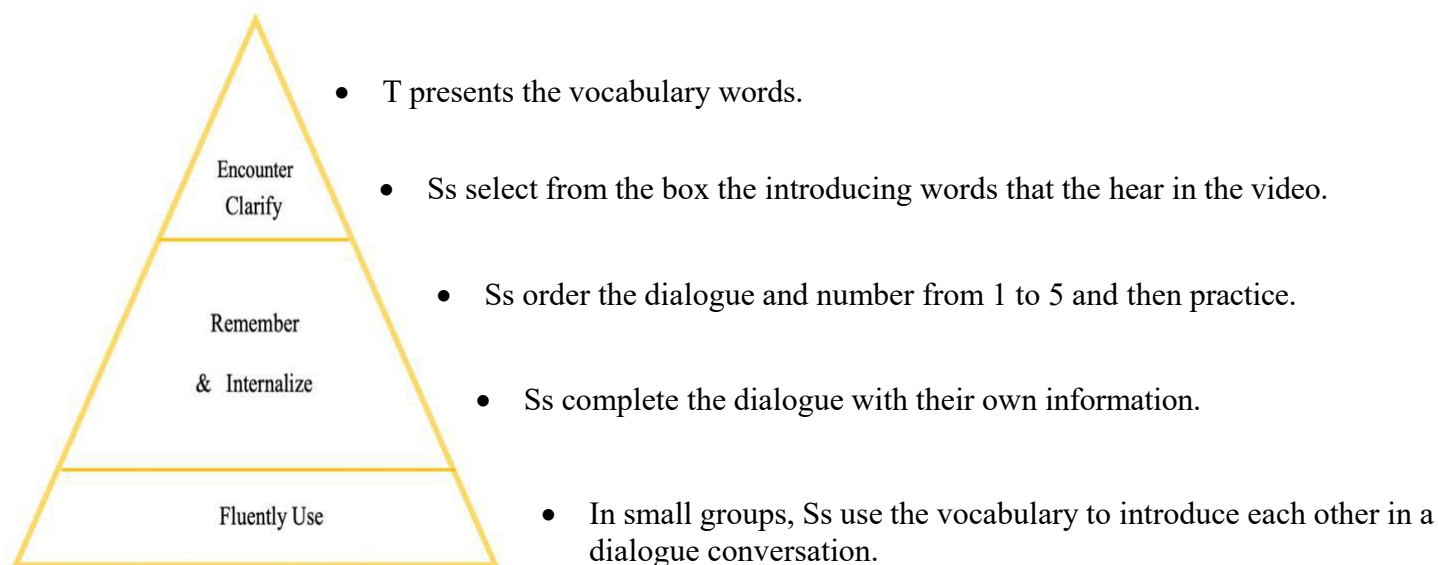 • T presents the vocabulary words.
Encounter
Clarify
• Ss select from the box the introducing words that the hear in the video.
• Ss order the dialogue and number from 1 to 5 and then practice.
Remember
& Internalize
• Ss complete the dialogue with their own information.
Fluently Use
• In small groups, Ss use the vocabulary to introduce each other in a
dialogue conversation.